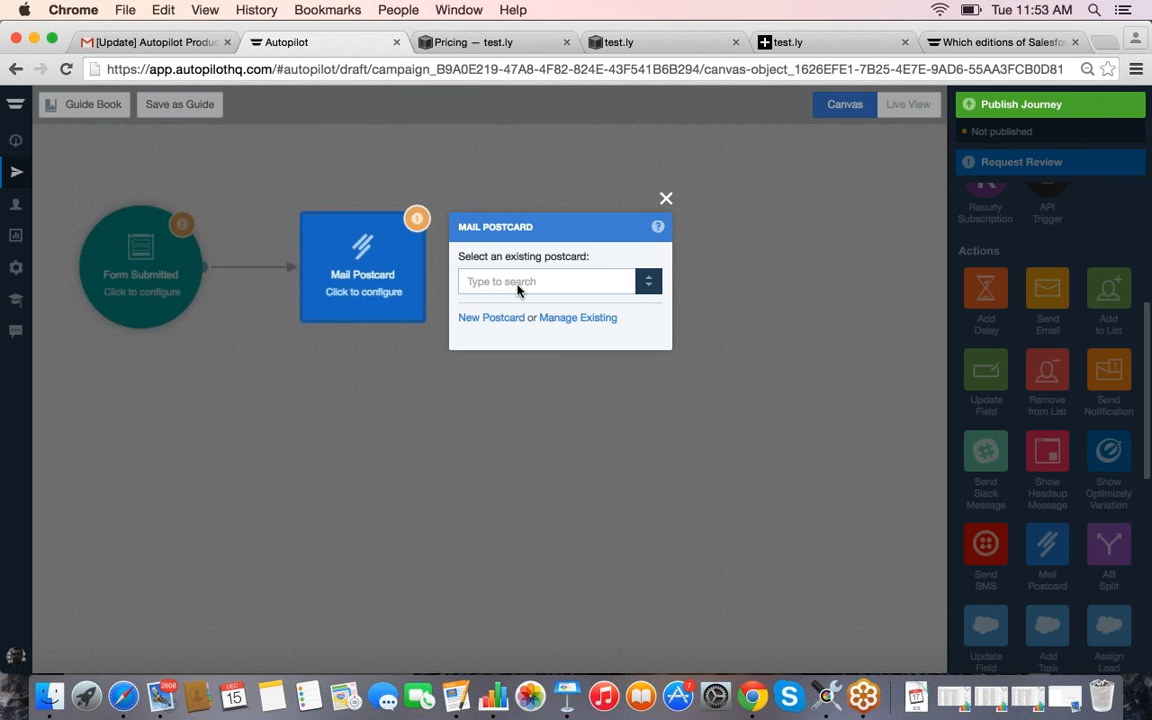 Chrome File Edit View History Bookmarks People Window Help
Tue 11:53 AM
[Update] Autopilot Produc
Autopilot
Pricing — test.ly
test.ly
test.ly
Which editions of Salesfo
https://app.autopilothq.com/#autopilot/draft/campaign_B9A0E219-47A8-4F82-824E-43F541B6B294/canvas-object_1626EFE1-7B25-4E7E-9AD6-55AA3FCB0D81
Guide Book
Save as Guide
Canvas
Live View
Publish Journey
Not published
Request Review
Form Submitted
Click to configure
Mail Postcard
Click to configure
MAIL POSTCARD
?
Select an existing postcard:
Type to search
New Postcard or Manage Existing
Recurly
Subscription
API
Trigger
Actions
Add
Delay
Send
Email
Add
to List
Update
Field
Remove
from List
Send
Notification
Send
Slack
Message
Show
Headsup
Message
Show
Optimizely
Variation
Send
SMS
Mail
Postcard
AB
Split
Update
Field
Add
Task
Assign
Lead
2608
DEC
15
7
17